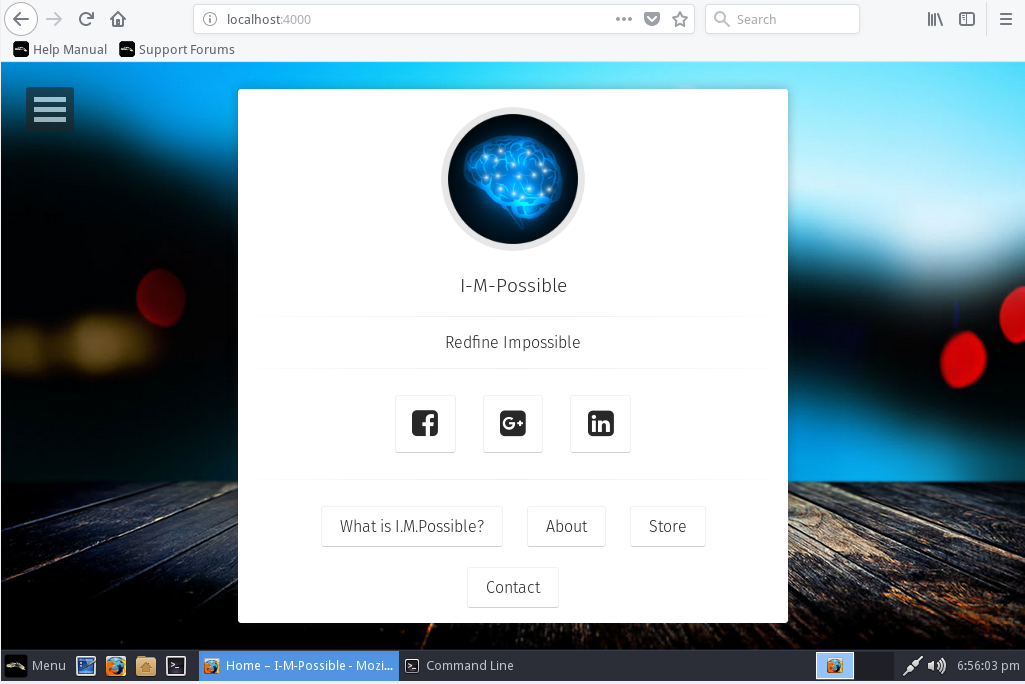 localhost:4000
Search
Help Manual Support Forums
I-M-Possible
Redfine Impossible
What is I.M.Possible? About Store
Contact
Menu Home – I-M-Possible - Mozi... Command Line 6:56:03 pm